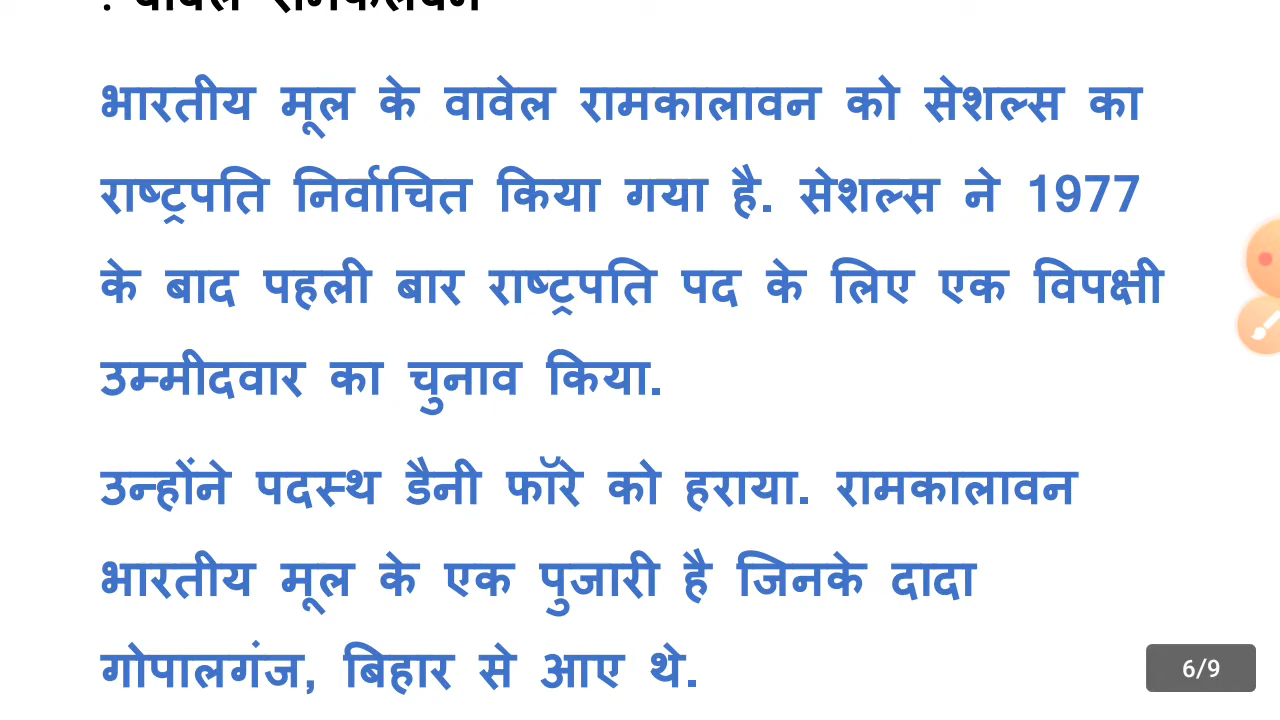 भारतीय मूल के वावेल रामकालावन को सेशल्स का
राष्ट्रपति निर्वाचित किया गया है. सेशल्स ने 1977
के बाद पहली बार राष्ट्रपति पद के लिए एक विपक्षी
उम्मीदवार का चुनाव किया.
उन्होंने पदस्थ डैनी फॉरे को हराया. रामकालावन
भारतीय मूल के एक पुजारी है जिनके दादा
गोपालगंज, बिहार से आए थे.
6/9